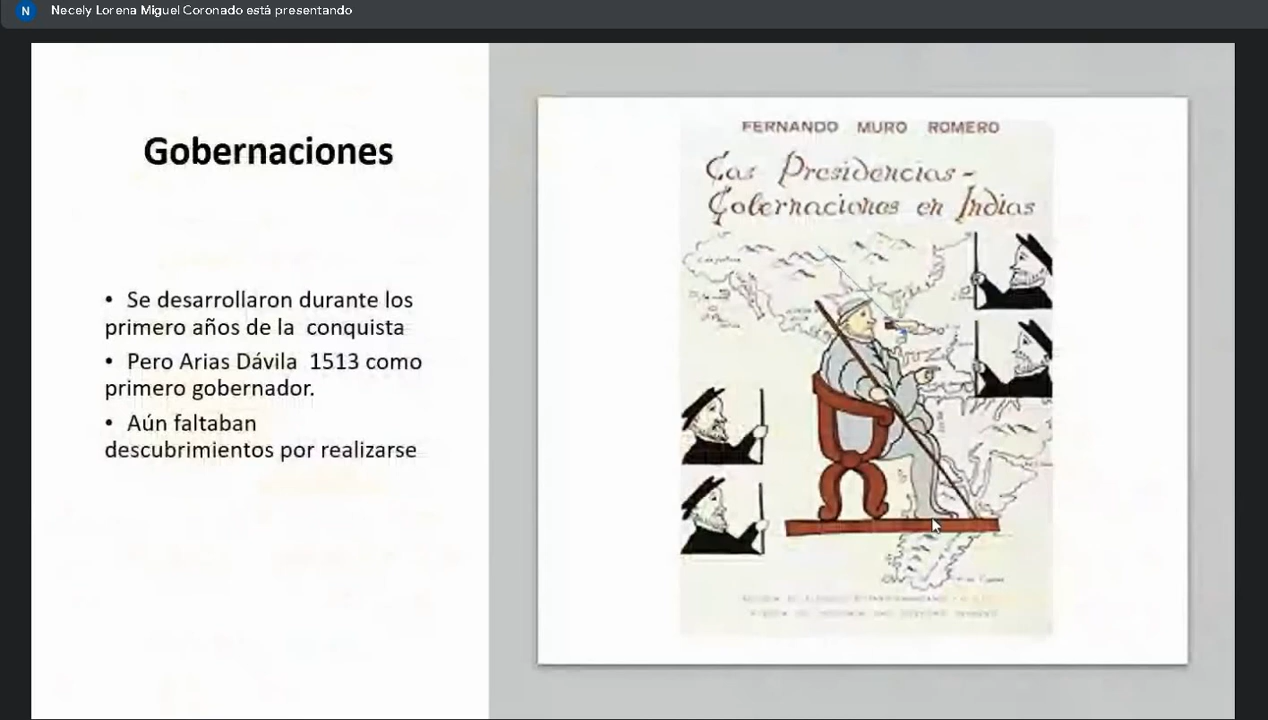 N Necely Lorena Miguel Coronado está presentando
Gobernaciones
• Se desarrollaron durante los
primero años de la conquista
• Pero Arias Dávila 1513 como
primero gobernador.
• Aún faltaban
descubrimientos por realizarse
FERNANDO MURO ROMERO
Las Presidencias -
Gobernaciones en Indias